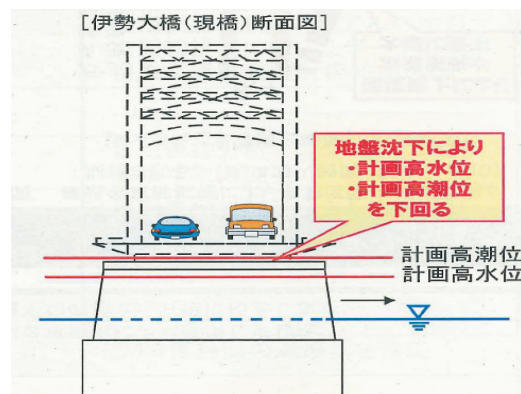 [伊勢大橋(現橋)断面図]
地盤沈下により
・計画高水位
・計画高潮位
を下回る
計画高潮位
計画高水位